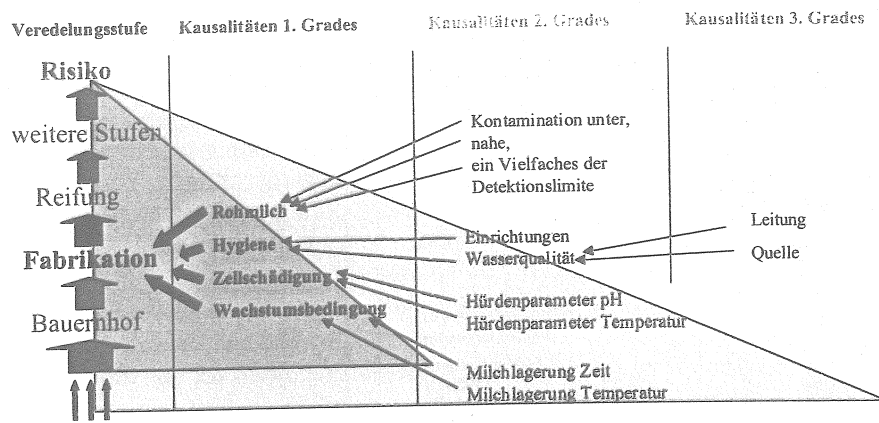 Veredelungsstufe
Kausalitäten 1. Grades
Kausalitäten 2. Grades
Kausalitäten 3. Grades
Risiko
weitere Stufen
Reifung
Fabrikation
Bauernhof
Rohmilch
Hygiene
Zellschädigung
Wachstumsbedingung
Kontamination unter,
nahe,
ein Vielfaches der
Detektionslimite
Einrichtungen
Wasserqualität
Hürdenparameter pH
Hürdenparameter Temperatur
Milchlagerung Zeit
Milchlagerung Temperatur
Leitung
Quelle